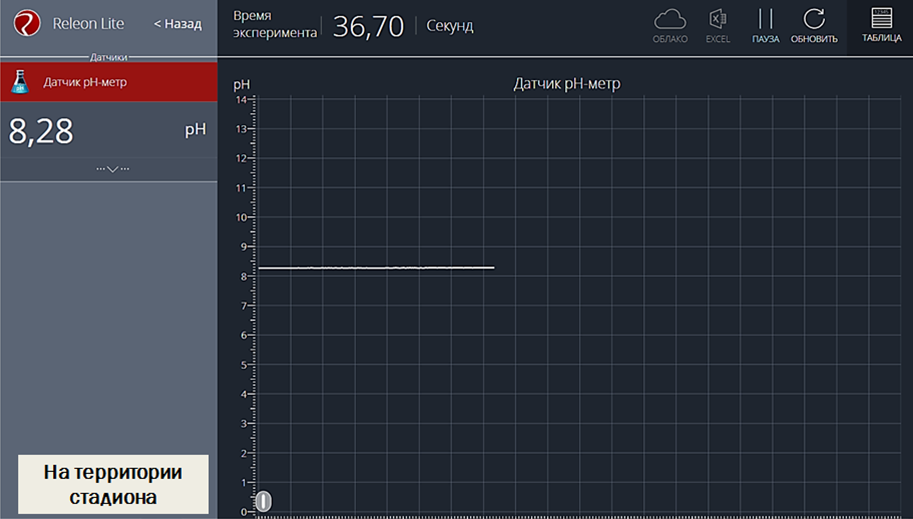 Releon Lite
< Назад
Время
эксперимента
36,70
Секунд
ОБЛАКО
EXCEL
ПАУЗА
ОБНОВИТЬ
ТАБЛИЦА
Датчики
Датчик pH-метр
8,28
pH
pH
Датчик pH-метр
14
13
12
11
10
9
8
7
6
5
4
3
2
1
0
На территории
стадиона